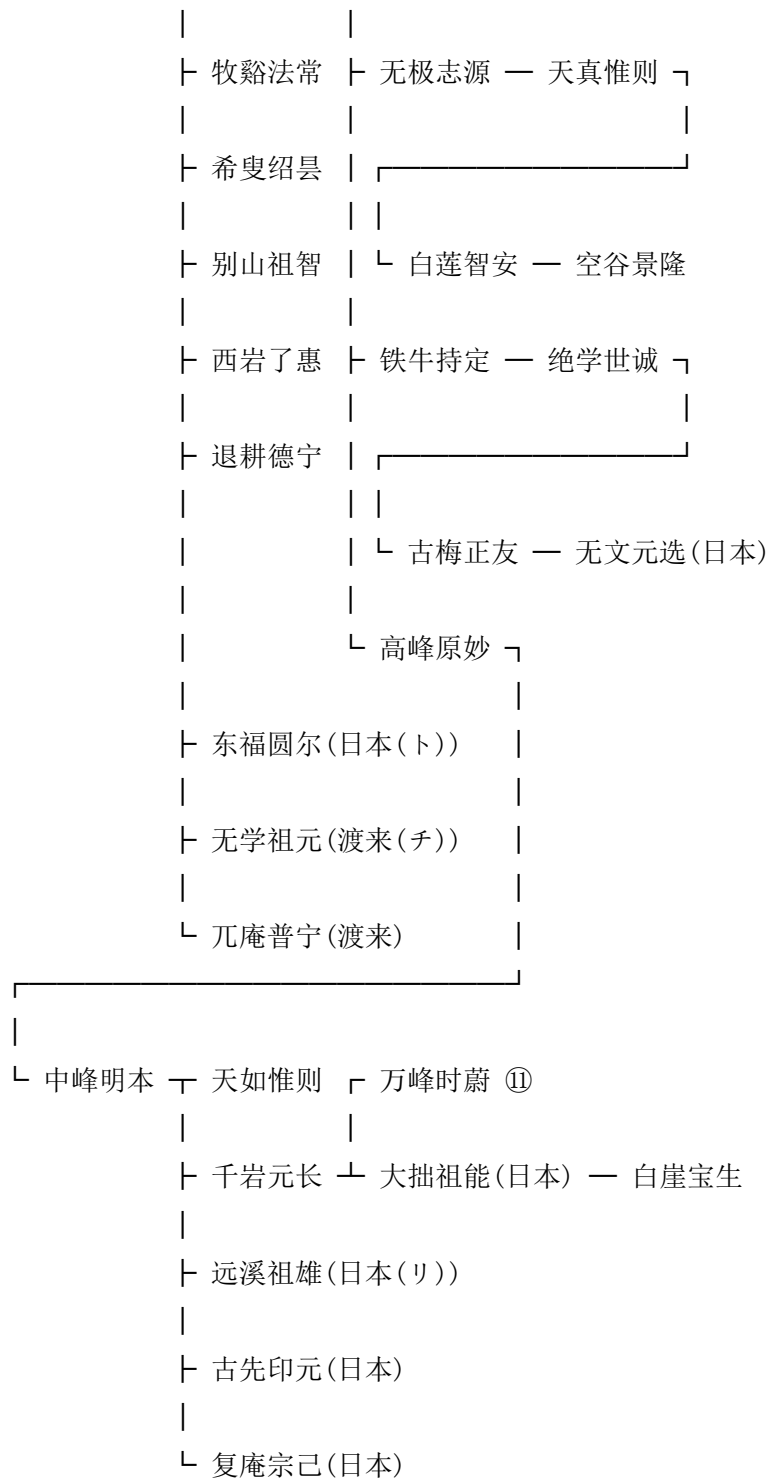 牧谿法常 无极志源 天真惟则
希叟绍昙
别山祖智 白莲智安 空谷景隆
西岩了惠 铁牛持定 绝学世诚
退耕德宁
古梅正友 无文元选(日本)
高峰原妙
东福圆尔(日本(ト))
无学祖元(渡来(チ))
兀庵普宁(渡来)
中峰明本 天如惟则 万峰时蔚 ⑪
千岩元长 大拙祖能(日本) 白崖宝生
远溪祖雄(日本(リ))
古先印元(日本)
复庵宗己(日本)